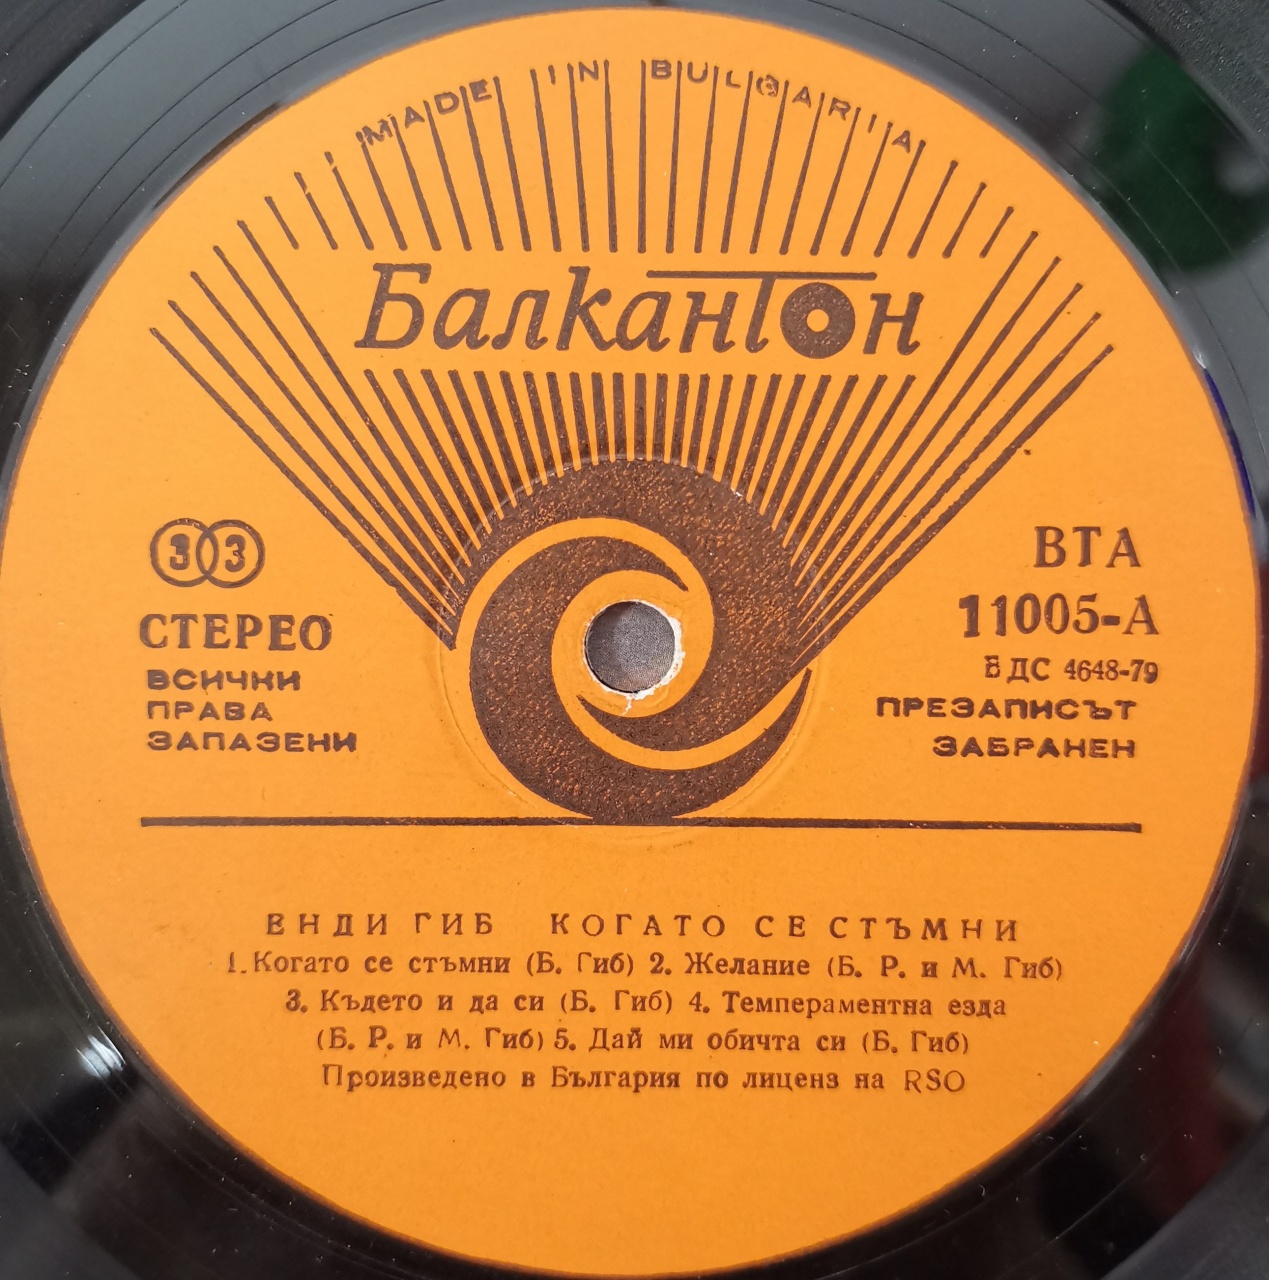 MADE IN BULGARIA
Балкантон
33
СТЕРЕО
ВСИЧКИ
ПРАВА
ЗАПАЗЕНИ
ВТА
11005-А
БДС 4648-79
ПРЕЗАПИСЪТ
ЗАБРАНЕН
ЕНДИ ГИБ КОГАТО СЕ СТЪМНИ
1. Когато се стъмни (Б. Гиб) 2. Желание (Б. Р. и М. Гиб)
3. Където и да си (Б. Гиб) 4. Темпераментна езда
(Б. Р. и М. Гиб) 5. Дай ми обичта си (Б. Гиб)
Произведено в България по лиценз на RSO